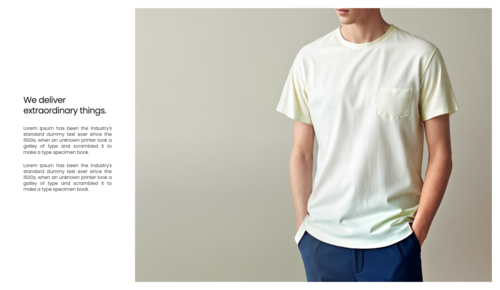 We deliver
extraordinary things.
Lorem Ipsum has been the industry's
standard dummy text ever since the
1500s, when an unknown printer took a
galley of type and scrambled it to
make a type specimen book.
Lorem Ipsum has been the industry's
standard dummy text ever since the
1500s, when an unknown printer took a
galley of type and scrambled it to
make a type specimen book.